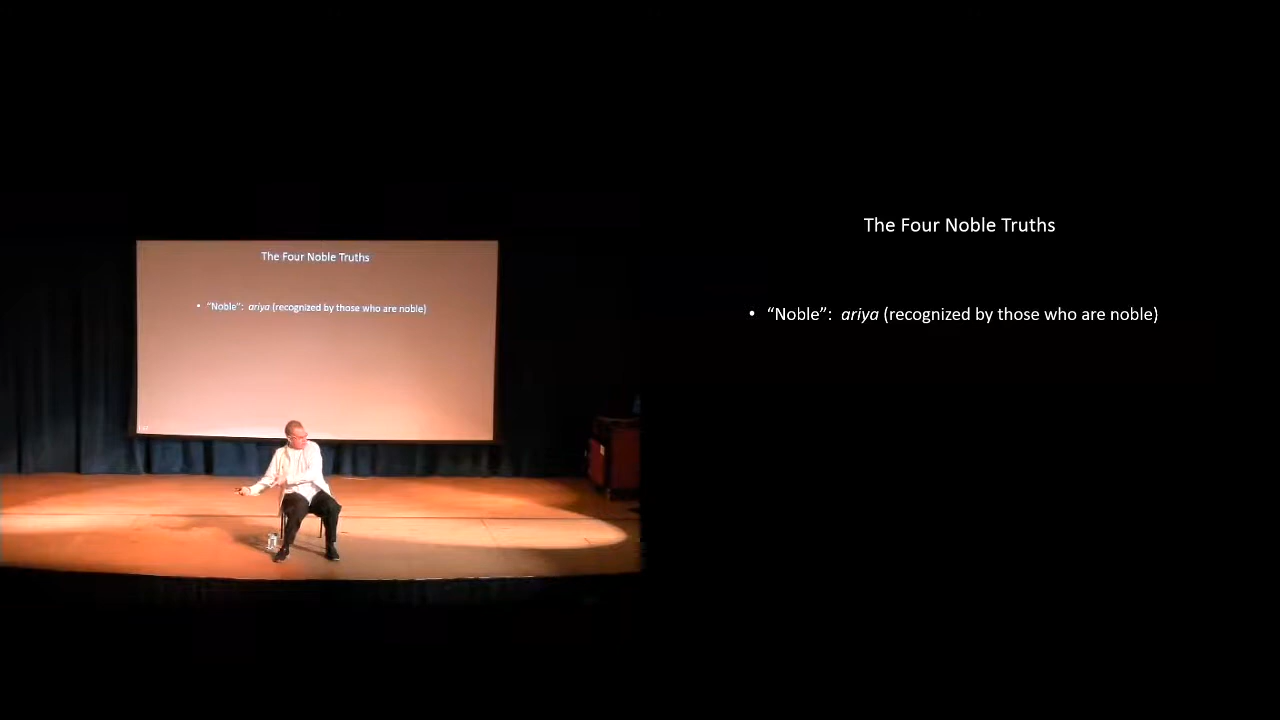 The Four Noble Truths
• “Noble”: ariya (recognized by those who are noble)
The Four Noble Truths
• “Noble”: ariya (recognized by those who are noble)